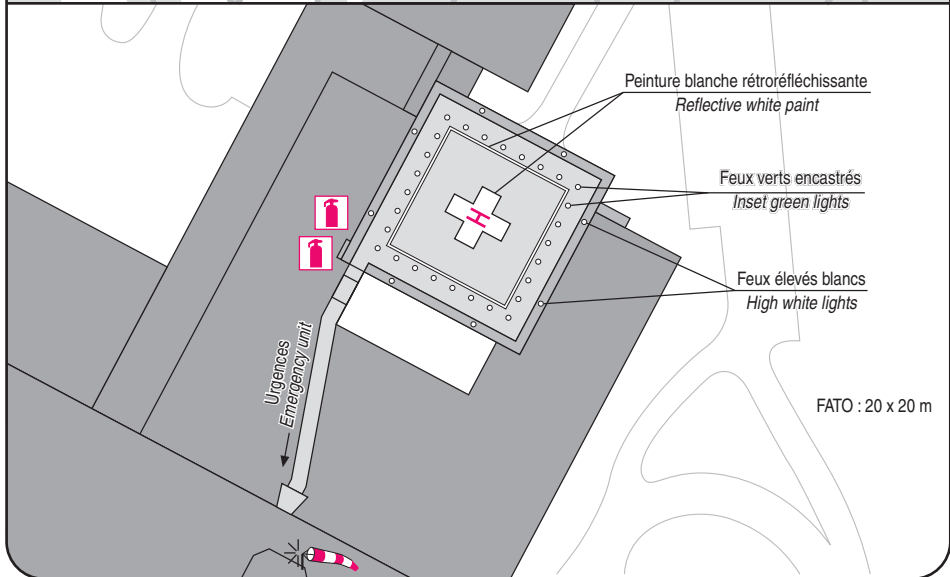 Peinture blanche rétroréfléchissante
Reflective white paint
Feux verts encastrés
Inset green lights
Feux élevés blancs
High white lights
FATO : 20 x 20 m
Urgences
Emergency unit
H